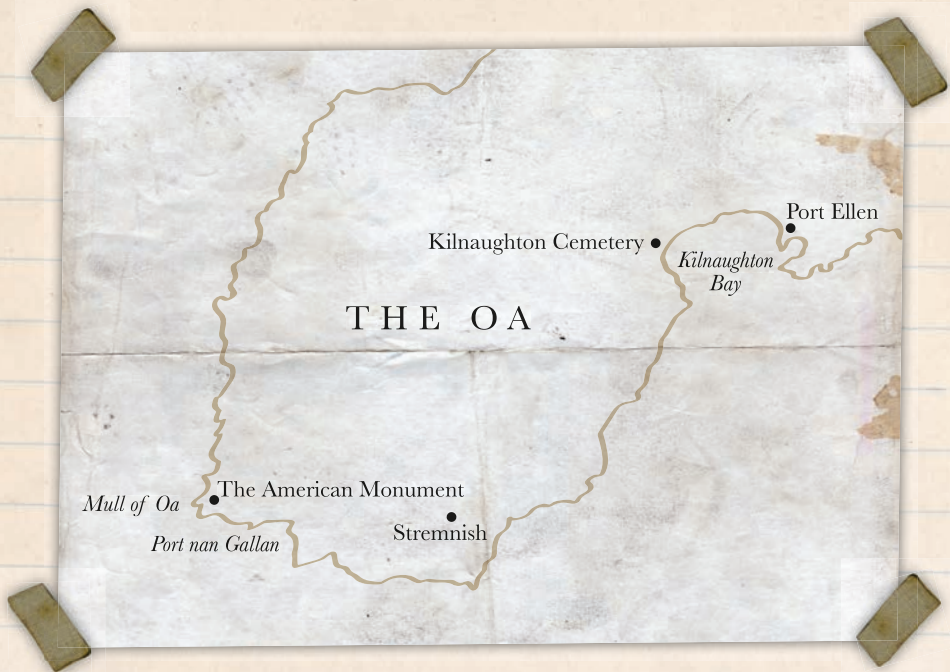 Port Ellen
Kilnaughton Cemetery
Kilnaughton
Bay
THE OA
The American Monument
Mull of Oa
Stremnish
Port nan Gallan